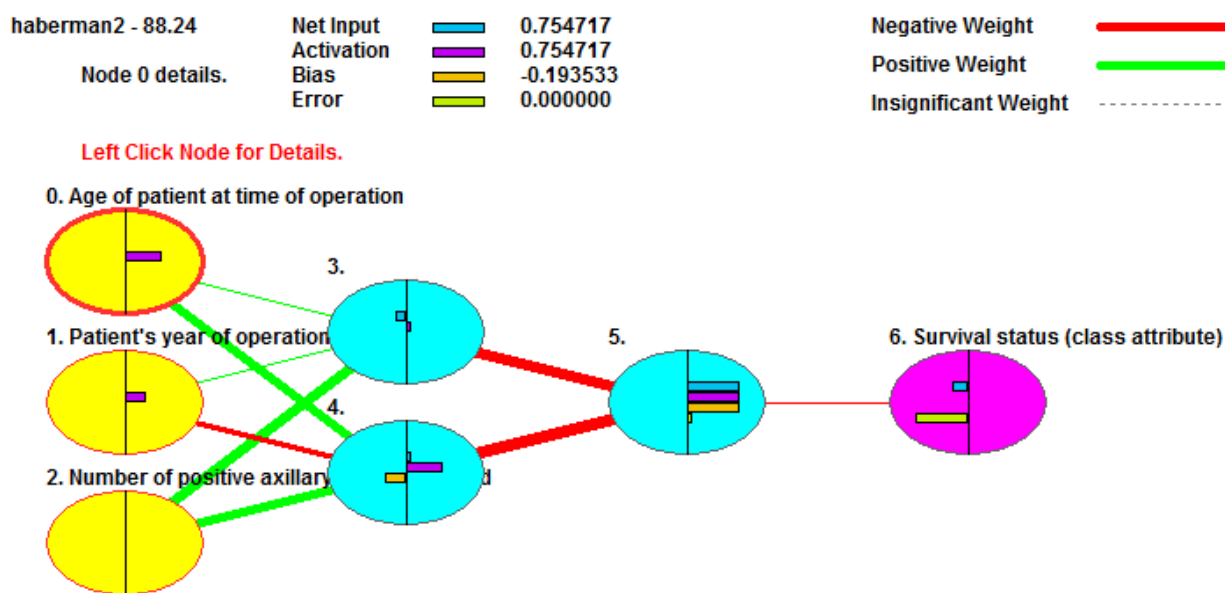 haberman2 - 88.24
Node 0 details.
Left Click Node for Details.
Net Input 0.754717
Activation 0.754717
Bias -0.193533
Error 0.000000
Negative Weight
Positive Weight
Insignificant Weight
0. Age of patient at time of operation
3.
1. Patient's year of operation
5.
6. Survival status (class attribute)
4.
2. Number of positive axillary d